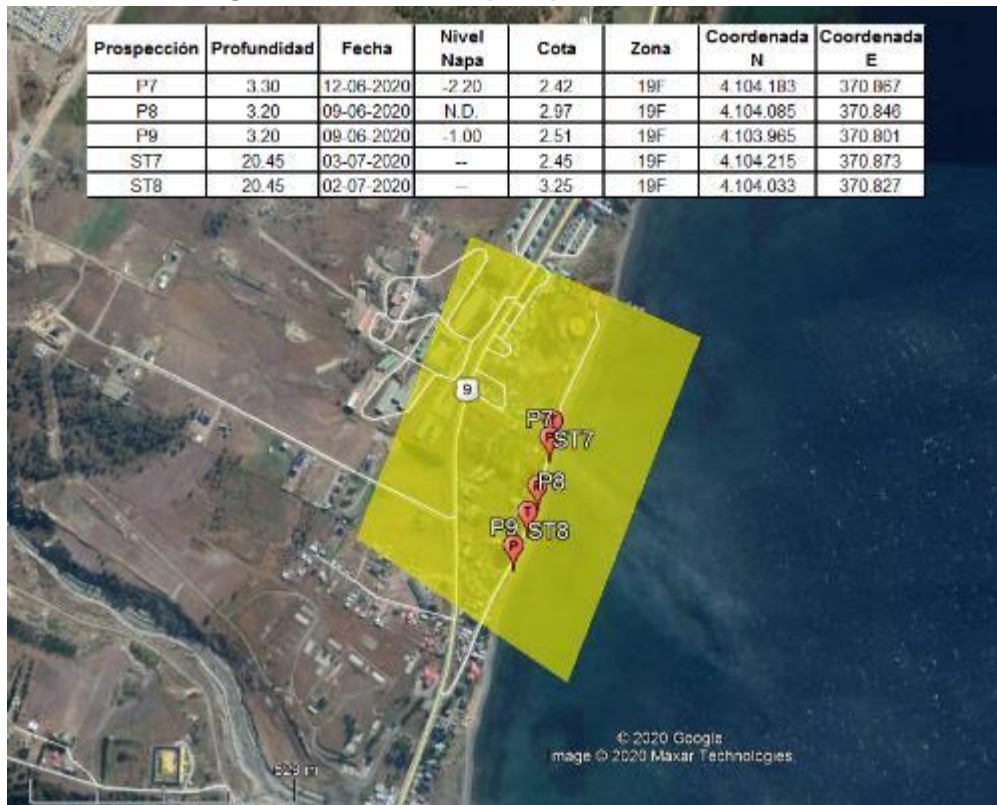 Prospección Profundidad Fecha Nivel Napa Cota Zona Coordenada N Coordenada E
P7 3.30 12-06-2020 -2.20 2.42 19F 4.104.183 370.867
P8 3.20 09-06-2020 N.D. 2.97 19F 4.104.085 370.846
P9 3.20 09-06-2020 -1.00 2.51 19F 4.103.965 370.801
ST7 20.45 03-07-2020 -- 2.45 19F 4.104.215 370.873
ST8 20.45 02-07-2020 -- 3.25 19F 4.104.033 370.827
9
P7 T
P ST7
P8
T
P9 ST8
P
© 2020 Google
mage © 2020 Maxar Technologies
629 m